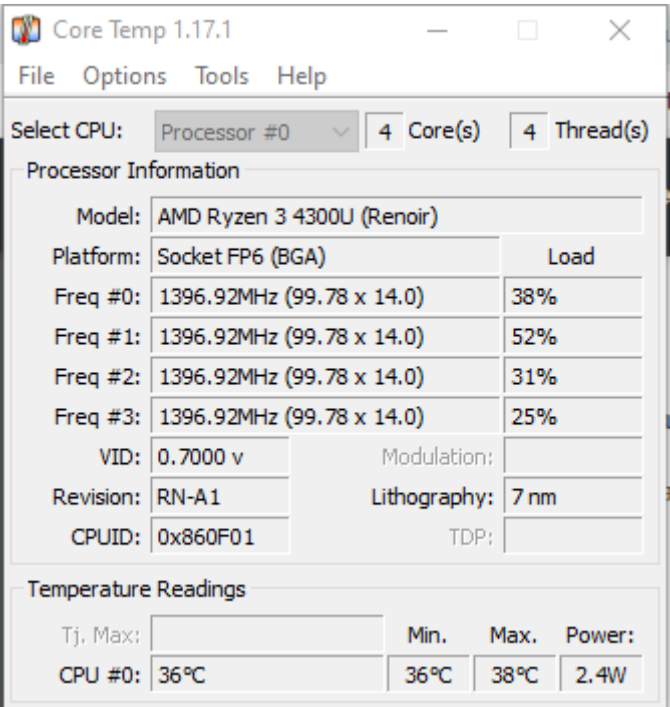 Core Temp 1.17.1
File Options Tools Help
Select CPU: Processor #0 4 Core(s) 4 Thread(s)
Processor Information
Model: AMD Ryzen 3 4300U (Renoir)
Platform: Socket FP6 (BGA) Load
Freq #0: 1396.92MHz (99.78 x 14.0) 38%
Freq #1: 1396.92MHz (99.78 x 14.0) 52%
Freq #2: 1396.92MHz (99.78 x 14.0) 31%
Freq #3: 1396.92MHz (99.78 x 14.0) 25%
VID: 0.7000 v Modulation:
Revision: RN-A1 Lithography: 7 nm
CPUID: 0x860F01 TDP:
Temperature Readings
Tj. Max: Min. Max. Power:
CPU #0: 36°C 36°C 38°C 2.4W